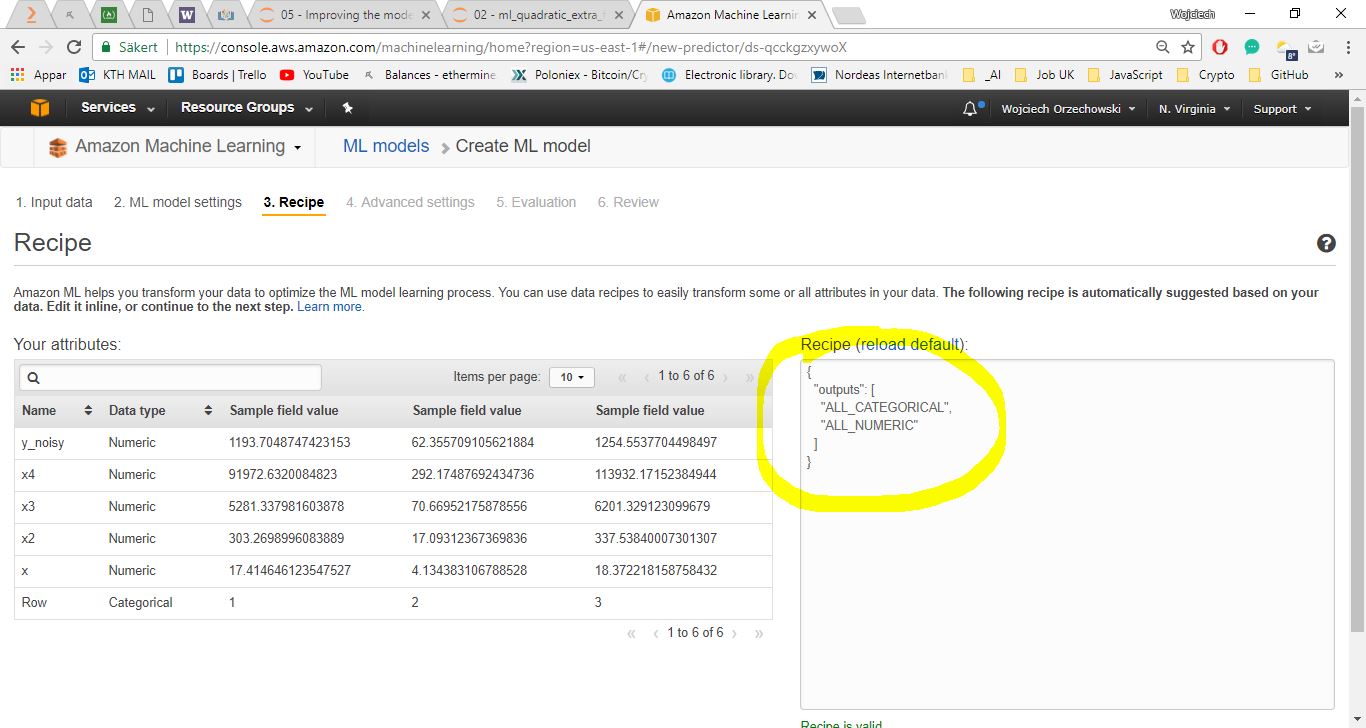 05 - Improving the mode
02 - ml_quadratic_extra_
Amazon Machine Learnin
Wojciech
Säkert
https://console.aws.amazon.com/machinelearning/home?region=us-east-1#/new-predictor/ds-qcckgzxywoX
8°
Appar
KTH MAIL
Boards | Trello
YouTube
Balances - ethermine.
Poloniex - Bitcoin/Cry
Electronic library. Dov
Nordeas Internetbank
_AI
Job UK
JavaScript
Crypto
GitHub
»
Services
Resource Groups
Wojciech Orzechowski
N. Virginia
Support
Amazon Machine Learning
ML models
Create ML model
1. Input data
2. ML model settings
3. Recipe
4. Advanced settings
5. Evaluation
6. Review
Recipe
?
Amazon ML helps you transform your data to optimize the ML model learning process. You can use data recipes to easily transform some or all attributes in your data. The following recipe is automatically suggested based on your
data. Edit it inline, or continue to the next step. Learn more.
Your attributes:
Items per page: 10 « ‹ 1 to 6 of 6 › »
Name Data type Sample field value Sample field value Sample field value
y_noisy Numeric 1193.7048747423153 62.355709105621884 1254.5537704498497
x4 Numeric 91972.6320084823 292.17487692434736 113932.17152384944
x3 Numeric 5281.337981603878 70.66952175878556 6201.329123099679
x2 Numeric 303.2698996083889 17.09312367369836 337.53840007301307
x Numeric 17.414646123547527 4.134383106788528 18.372218158758432
Row Categorical 1 2 3
« ‹ 1 to 6 of 6 › »
Recipe (reload default):
{
"outputs": [
"ALL_CATEGORICAL",
"ALL_NUMERIC"
]
}
Recipe is valid